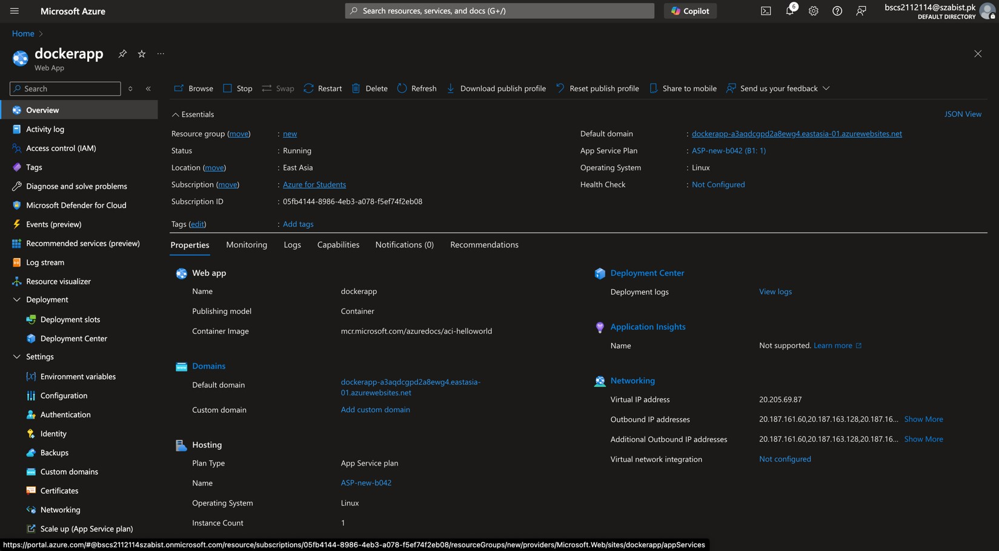 Microsoft Azure
Search resources, services, and docs (G+/)
Copilot
6
bscs2112114@szabist.pk
DEFAULT DIRECTORY
Home
dockerapp
Web App
Search
Browse Stop Swap Restart Delete Refresh Download publish profile Reset publish profile Share to mobile Send us your feedback
Overview
Activity log
Access control (IAM)
Tags
Diagnose and solve problems
Microsoft Defender for Cloud
Events (preview)
Recommended services (preview)
Log stream
Resource visualizer
Deployment
Deployment slots
Deployment Center
Settings
Environment variables
Configuration
Authentication
Identity
Backups
Custom domains
Certificates
Networking
Scale up (App Service plan)
Essentials
JSON View
Resource group (move) : new
Status : Running
Location (move) : East Asia
Subscription (move) : Azure for Students
Subscription ID : 05fb4144-8986-4eb3-a078-f5ef74f2eb08
Default domain : dockerapp-a3aqdcgpd2a8ewg4.eastasia-01.azurewebsites.net
App Service Plan : ASP-new-b042 (B1: 1)
Operating System : Linux
Health Check : Not Configured
Tags (edit) : Add tags
Properties Monitoring Logs Capabilities Notifications (0) Recommendations
Web app
Name dockerapp
Publishing model Container
Container Image mcr.microsoft.com/azuredocs/aci-helloworld
Domains
Default domain dockerapp-a3aqdcgpd2a8ewg4.eastasia-
01.azurewebsites.net
Custom domain Add custom domain
Hosting
Plan Type App Service plan
Name ASP-new-b042
Operating System Linux
Instance Count 1
Deployment Center
Deployment logs View logs
Application Insights
Name Not supported. Learn more
Networking
Virtual IP address 20.205.69.87
Outbound IP addresses 20.187.161.60,20.187.163.128,20.187.16... Show More
Additional Outbound IP addresses 20.187.161.60,20.187.163.128,20.187.16... Show More
Virtual network integration Not configured
https://portal.azure.com/#@bscs2112114szabist.onmicrosoft.com/resource/subscriptions/05fb4144-8986-4eb3-a078-f5ef74f2eb08/resourceGroups/new/providers/Microsoft.Web/sites/dockerapp/appServices